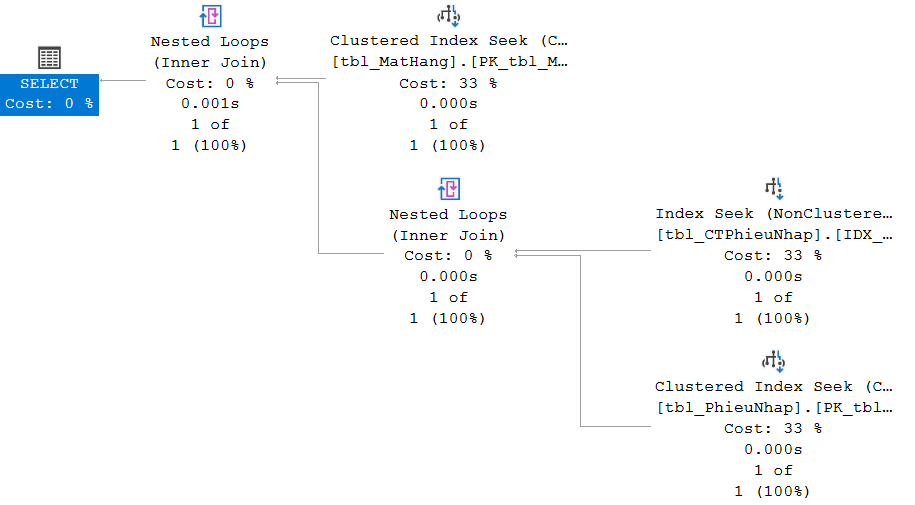 SELECT
Cost: 0 %
Nested Loops
(Inner Join)
Cost: 0 %
0.001s
1 of
1 (100%)
Clustered Index Seek (C…
[tbl_MatHang].[PK_tbl_M…
Cost: 33 %
0.000s
1 of
1 (100%)
Nested Loops
(Inner Join)
Cost: 0 %
0.000s
1 of
1 (100%)
Index Seek (NonClustere…
[tbl_CTPhieuNhap].[IDX_…
Cost: 33 %
0.000s
1 of
1 (100%)
Clustered Index Seek (C…
[tbl_PhieuNhap].[PK_tbl…
Cost: 33 %
0.000s
1 of
1 (100%)